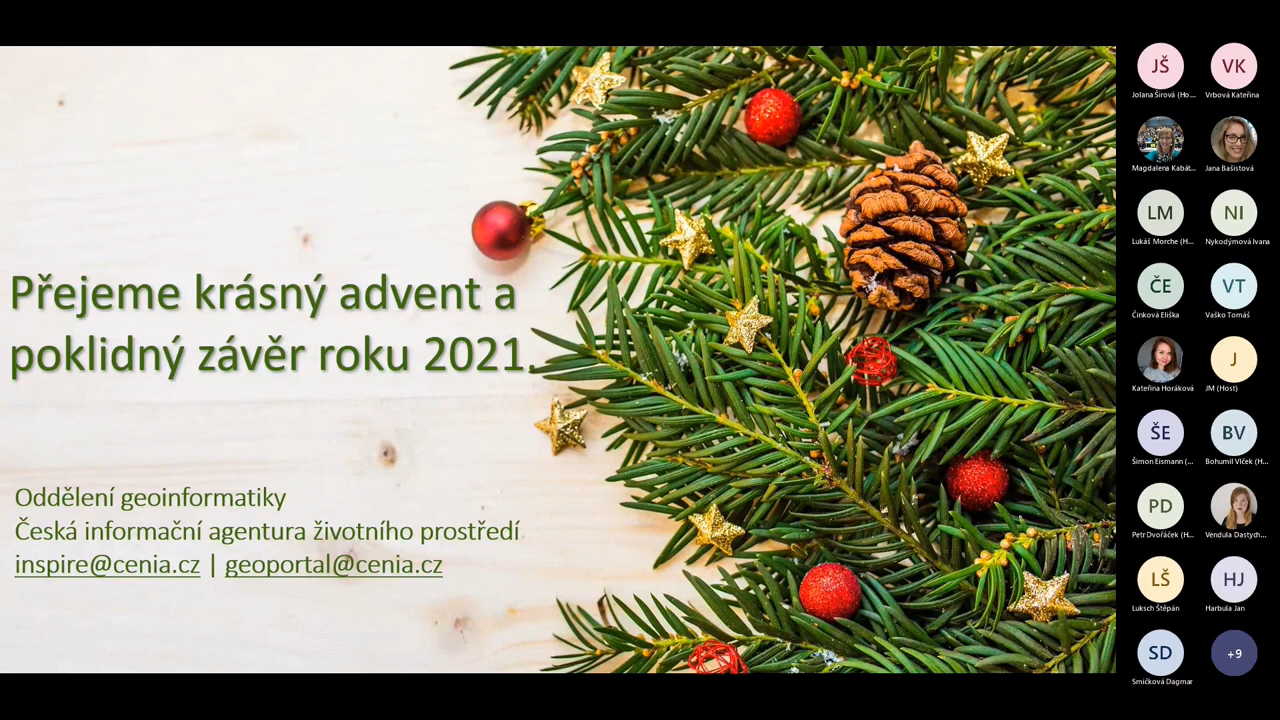 Přejeme krásný advent a
poklidný závěr roku 2021.
Oddělení geoinformatiky
Česká informační agentura životního prostředí
inspire@cenia.cz | geoportal@cenia.cz
JŠ
Jolana Šírová (Ho...
VK
Vrbová Kateřina
Magdalena Kabát...
Jana Bašistová
LM
Lukáš Morche (H...
NI
Nykodýmová Ivana
ČE
Činková Eliška
VT
Vaško Tomáš
Kateřina Horáková
J
JM (Host)
ŠE
Šimon Eismann (...
BV
Bohumil Vlček (H...
PD
Petr Dvořáček (H...
Vendula Dastych...
LŠ
Luksch Štěpán
HJ
Harbula Jan
SD
Smíčková Dagmar
+9